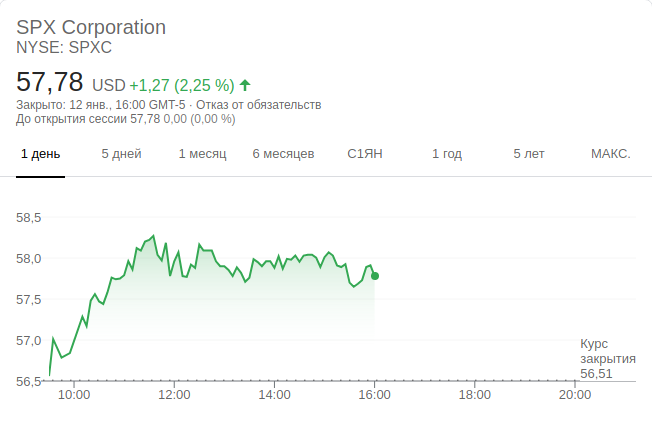 SPX Corporation
NYSE: SPXC
57,78 USD +1,27 (2,25 %)
Закрыто: 12 янв., 16:00 GMT-5 · Отказ от обязательств
До открытия сессии 57,78 0,00 (0,00 %)
1 день 5 дней 1 месяц 6 месяцев С1ЯН 1 год 5 лет МАКС.
58,5
58,0
57,5
57,0
Курс
закрытия
56,51
56,5
10:00 12:00 14:00 16:00 18:00 20:00